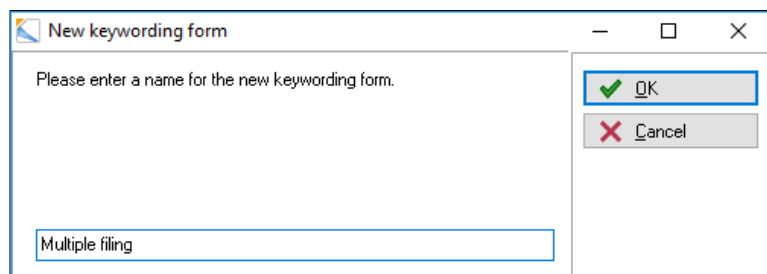 New keywording form
Please enter a name for the new keywording form.
OK
Cancel
Multiple filing